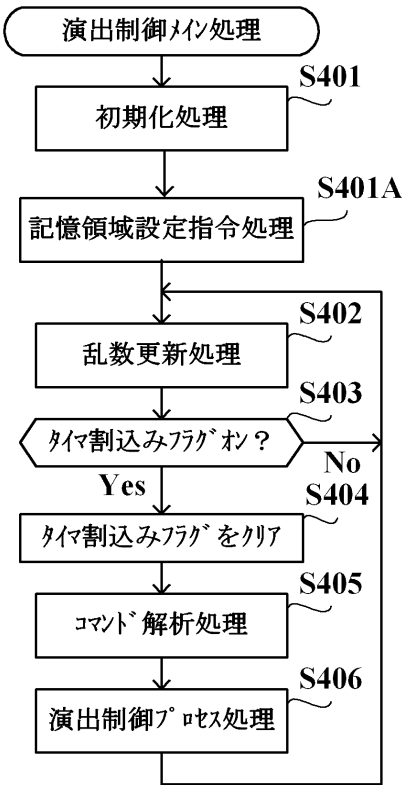 演出制御ﾒｲﾝ処理
S401
初期化処理
S401A
記憶領域設定指令処理
S402
乱数更新処理
S403
ﾀｲﾏ割込みﾌﾗｸﾞｵﾝ？
No
Yes
S404
ﾀｲﾏ割込みﾌﾗｸﾞをｸﾘｱ
S405
ｺﾏﾝﾄﾞ解析処理
S406
演出制御ﾌﾟﾛｾｽ処理